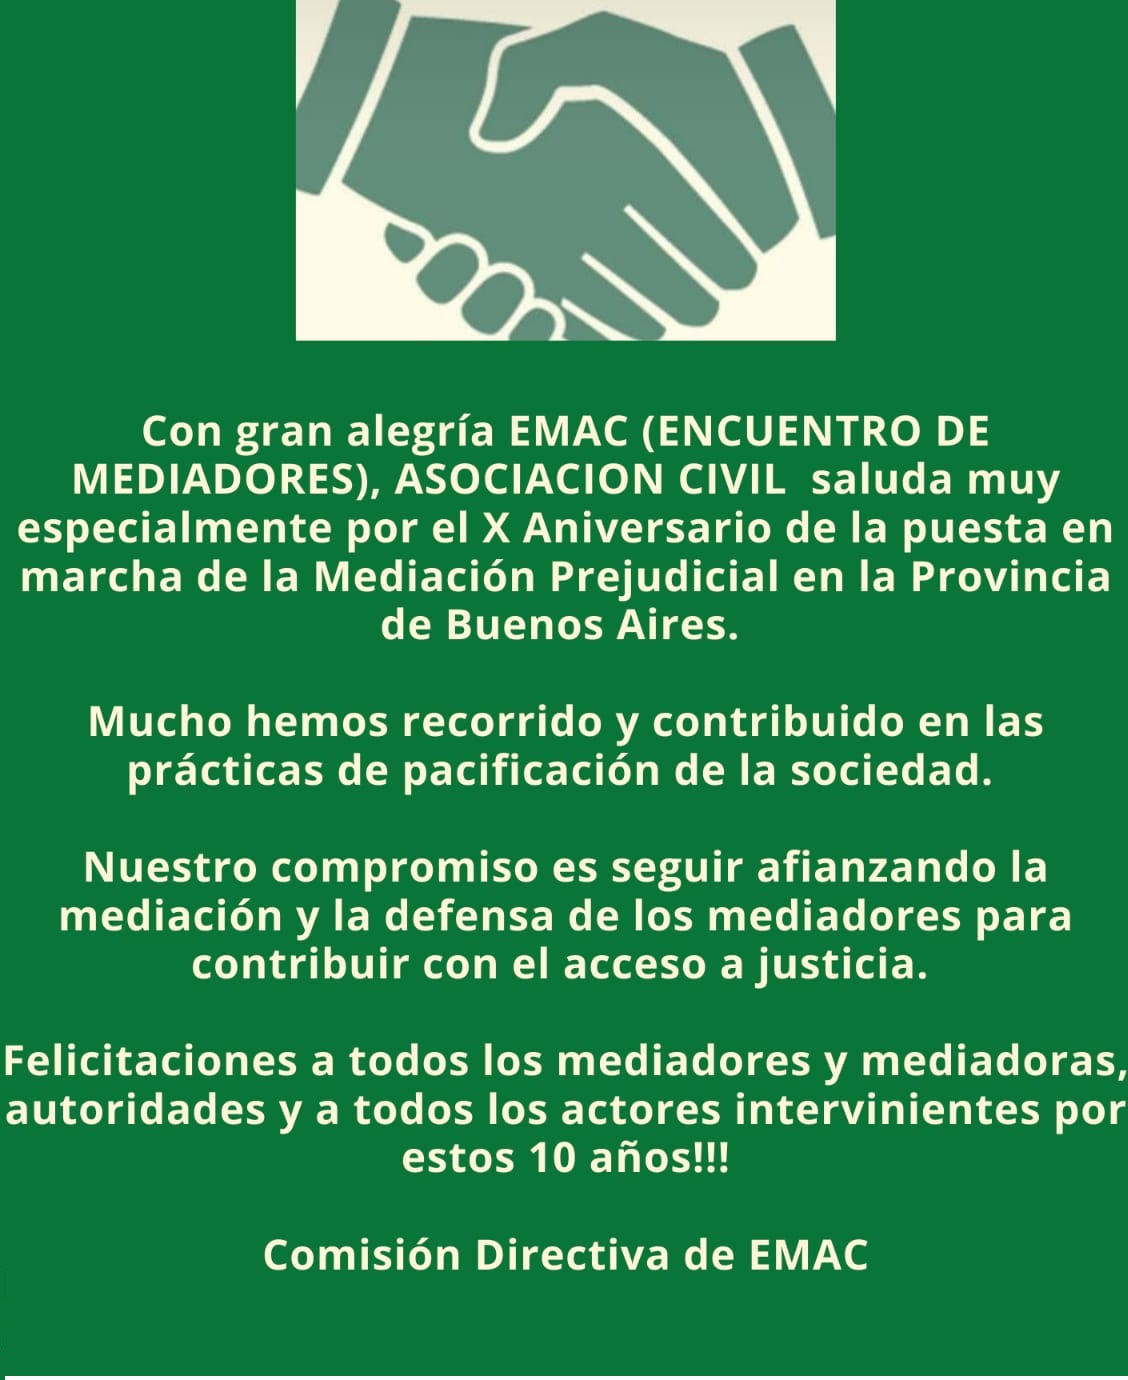 Con gran alegría EMAC (ENCUENTRO DE
MEDIADORES), ASOCIACION CIVIL saluda muy
especialmente por el X Aniversario de la puesta en
marcha de la Mediación Prejudicial en la Provincia
de Buenos Aires.
Mucho hemos recorrido y contribuido en las
prácticas de pacificación de la sociedad.
Nuestro compromiso es seguir afianzando la
mediación y la defensa de los mediadores para
contribuir con el acceso a justicia.
Felicitaciones a todos los mediadores y mediadoras,
autoridades y a todos los actores intervinientes por
estos 10 años!!!
Comisión Directiva de EMAC